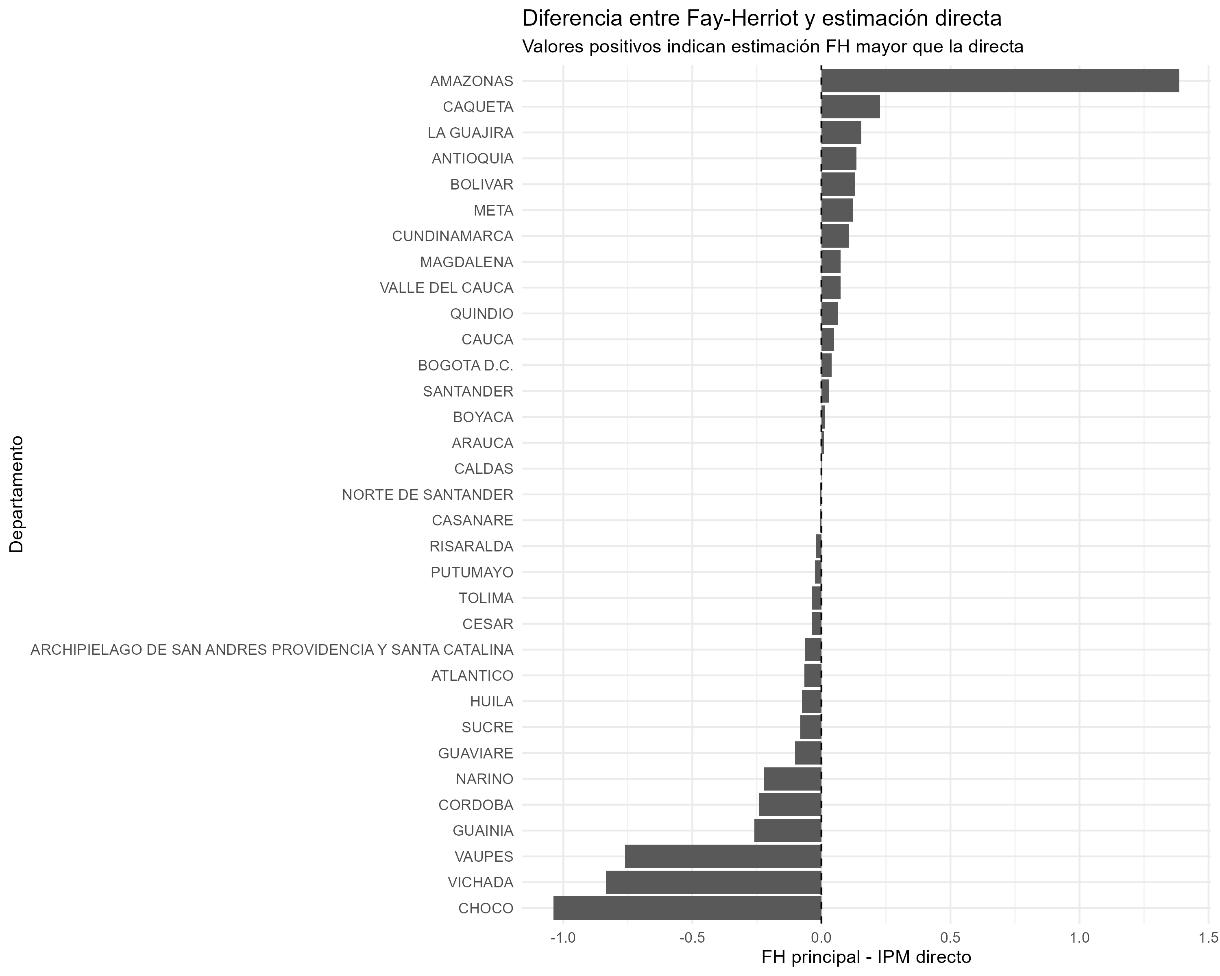 Diferencia entre Fay-Herriot y estimación directa
Valores positivos indican estimación FH mayor que la directa
Departamento
AMAZONAS
CAQUETA
LA GUAJIRA
ANTIOQUIA
BOLIVAR
META
CUNDINAMARCA
MAGDALENA
VALLE DEL CAUCA
QUINDIO
CAUCA
BOGOTA D.C.
SANTANDER
BOYACA
ARAUCA
CALDAS
NORTE DE SANTANDER
CASANARE
RISARALDA
PUTUMAYO
TOLIMA
CESAR
ARCHIPIELAGO DE SAN ANDRES PROVIDENCIA Y SANTA CATALINA
ATLANTICO
HUILA
SUCRE
GUAVIARE
NARINO
CORDOBA
GUAINIA
VAUPES
VICHADA
CHOCO
-1.0 -0.5 0.0 0.5 1.0 1.5
FH principal - IPM directo